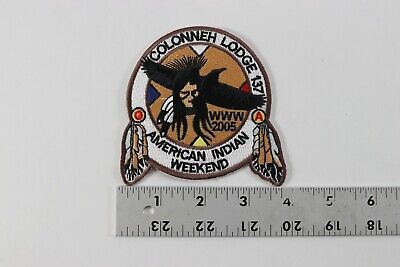 COLONNEH LODGE 137
WWW
2005
O A
AMERICAN INDIAN
WEEKEND
1 2 3 4 5 6
23 22 21 20 19 18